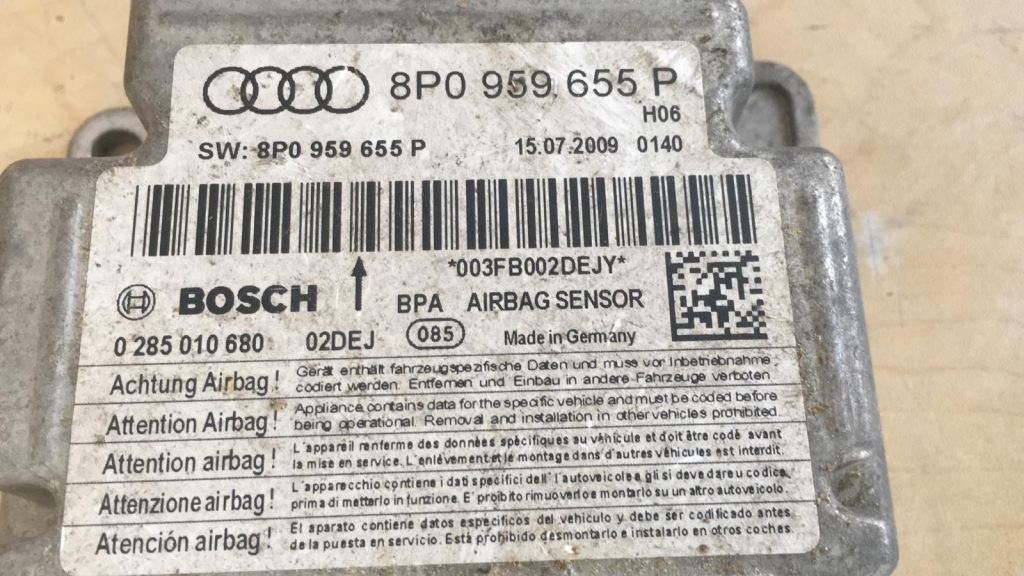 8P0 959 655 P
H06
SW: 8P0 959 655 P 15.07.2009 0140
*003FB002DEJY*
BOSCH BPA AIRBAG SENSOR
0 285 010 680 02DEJ 085 Made in Germany
Achtung Airbag! Gerät enthält fahrzeugspezifische Daten und muss vor Inbetriebnahme
codiert werden. Entfernen und Einbau in andere Fahrzeuge verboten.
Attention Airbag! Appliance contains data for the specific vehicle and must be coded before
being operational. Removal and installation in other vehicles prohibited.
Attention airbag! L'appareil renferme des données spécifiques au véhicule et doit être codé avant
la mise en service. L'enlèvement et le montage dans d'autres véhicules est interdit.
Attenzione airbag! L'apparecchio contiene i dati specifici dell'autoveicolo e gli si deve dare u codice,
prima di metterlo in funzione. E' proibito rimuoverlo e montarlo su un altro autoveicolo.
Atención airbag! El aparato contiene datos especificos del vehiculo y debe ser codificado antes
de la puesta en servicio. Está prohibido desmontarlo e instalarlo en otros coches.